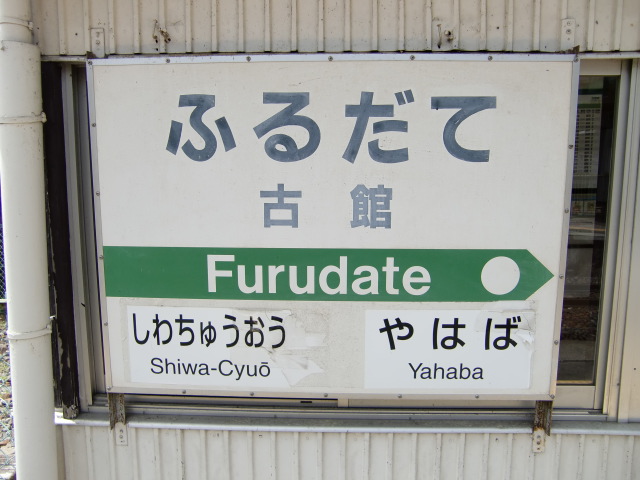 ふるだて
古館
Furudate
しわちゅうおう
Shiwa-Cyuō
やはば
Yahaba